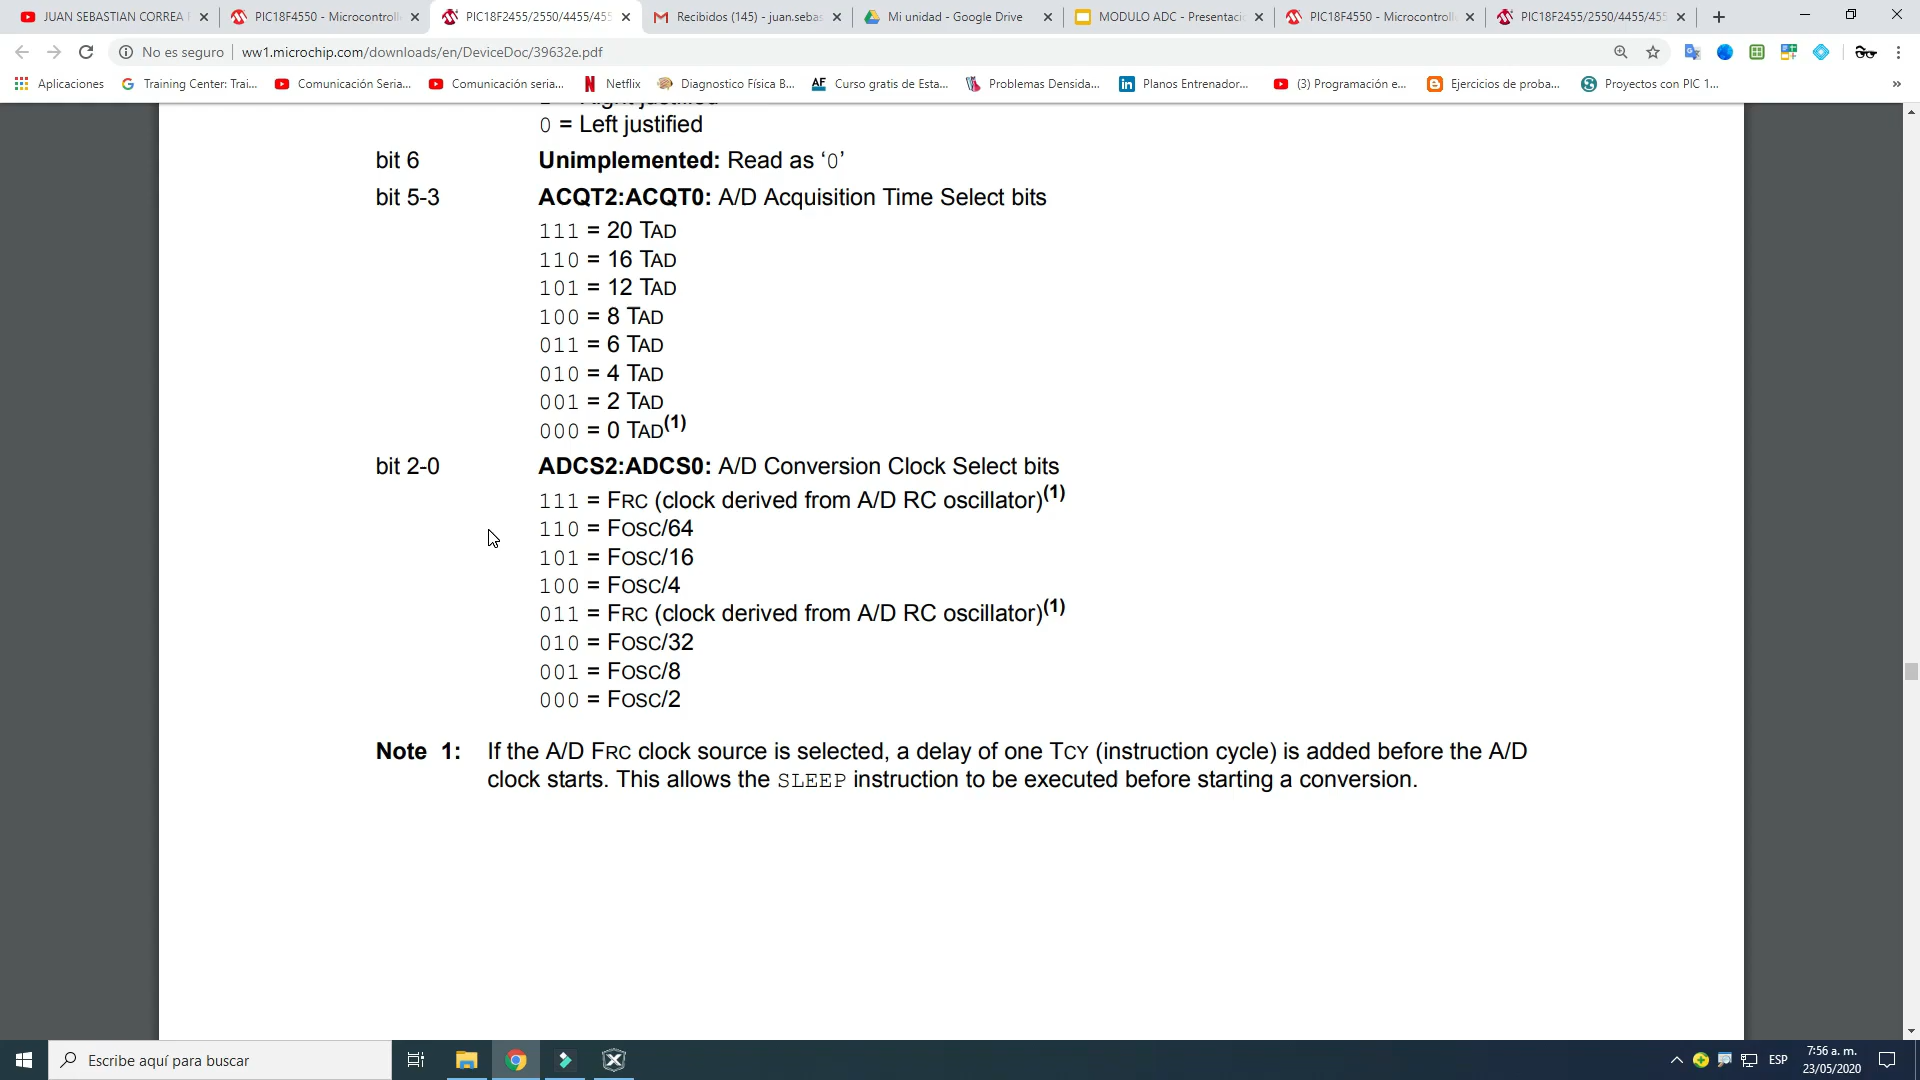 JUAN SEBASTIAN CORREA
PIC18F4550 - Microcontroll
PIC18F2455/2550/4455/455
Recibidos (145) - juan.sebas
Mi unidad - Google Drive
MODULO ADC - Presentaci
PIC18F4550 - Microcontroll
PIC18F2455/2550/4455/455
No es seguro
ww1.microchip.com/downloads/en/DeviceDoc/39632e.pdf
Aplicaciones
Training Center: Trai...
Comunicación Seria...
Comunicación seria...
Netflix
Diagnostico Física B...
Curso gratis de Esta...
Problemas Densida...
Planos Entrenador...
(3) Programación e...
Ejercicios de proba...
Proyectos con PIC 1...
»
0 = Left justified
bit 6 Unimplemented: Read as ‘0’
bit 5-3 ACQT2:ACQT0: A/D Acquisition Time Select bits
111 = 20 TAD
110 = 16 TAD
101 = 12 TAD
100 = 8 TAD
011 = 6 TAD
010 = 4 TAD
001 = 2 TAD
000 = 0 TAD(1)
bit 2-0 ADCS2:ADCS0: A/D Conversion Clock Select bits
111 = FRC (clock derived from A/D RC oscillator)(1)
110 = FOSC/64
101 = FOSC/16
100 = FOSC/4
011 = FRC (clock derived from A/D RC oscillator)(1)
010 = FOSC/32
001 = FOSC/8
000 = FOSC/2
Note 1: If the A/D FRC clock source is selected, a delay of one TCY (instruction cycle) is added before the A/D
clock starts. This allows the SLEEP instruction to be executed before starting a conversion.
Escribe aquí para buscar
ESP
7:56 a. m.
23/05/2020